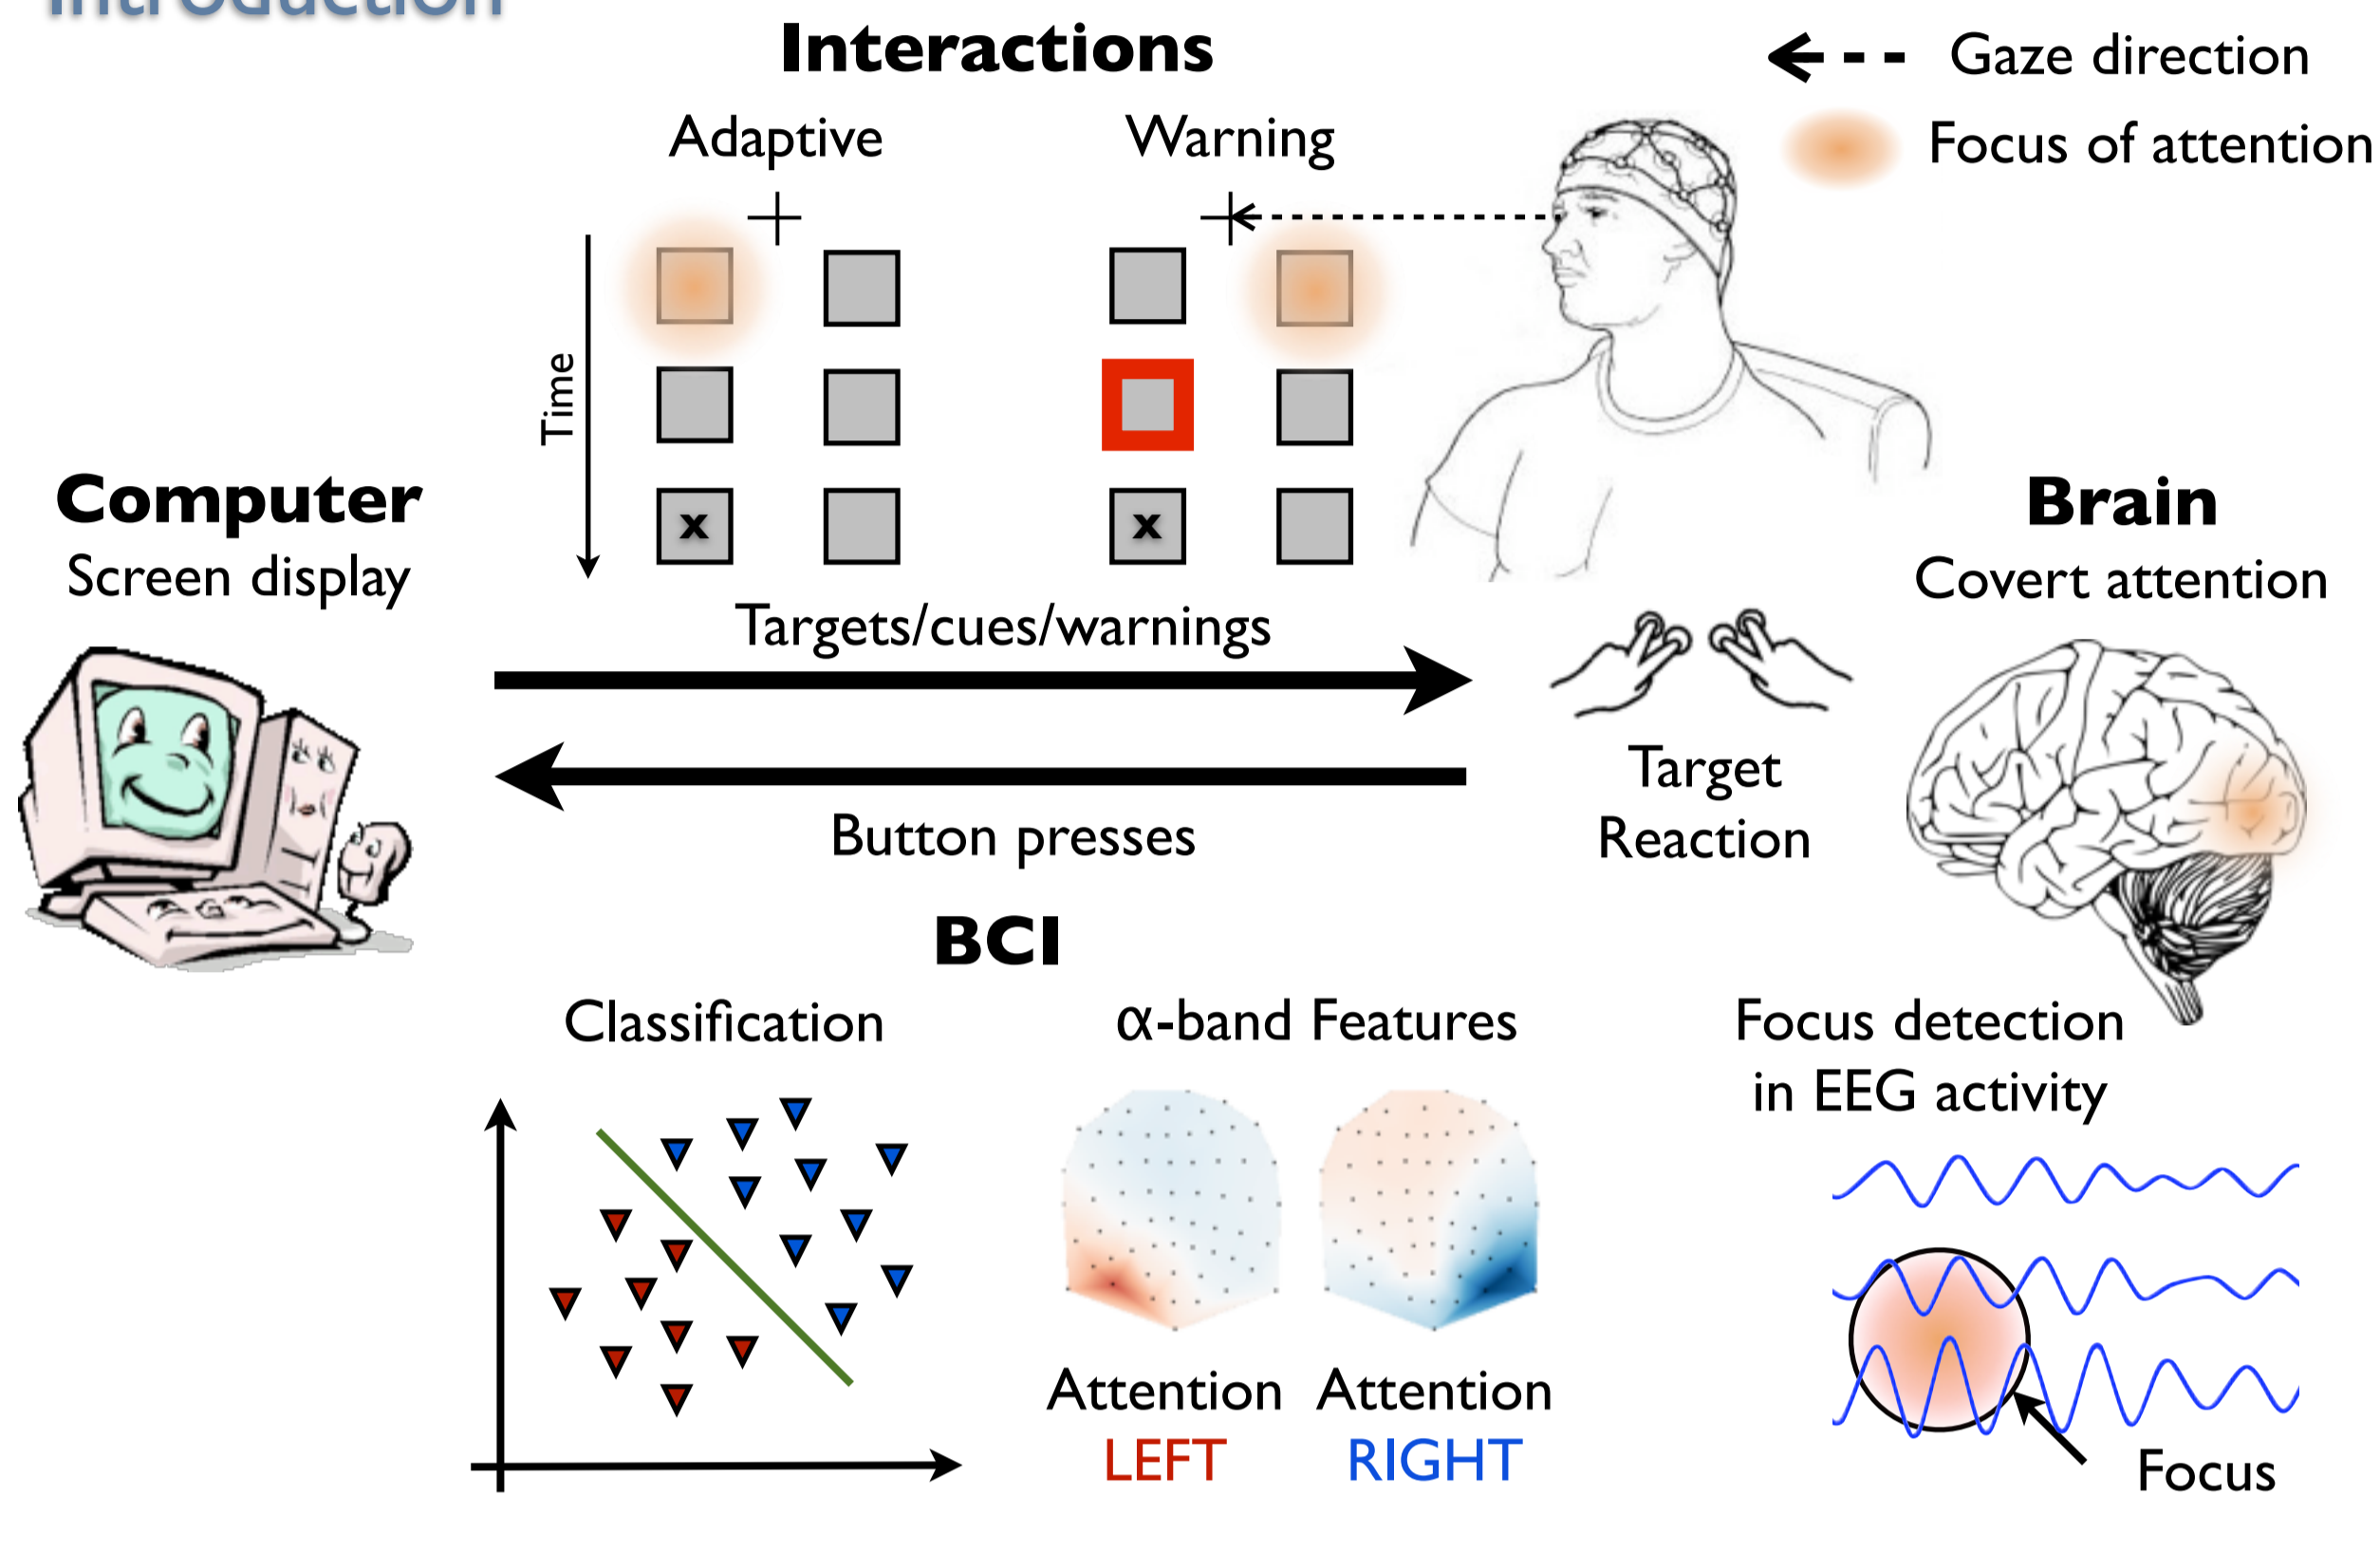 Introduction
Interactions
Gaze direction
Focus of attention
Adaptive
Warning
Time
x
x
Computer
Screen display
Brain
Covert attention
Targets/cues/warnings
Button presses
Target
Reaction
BCI
Classification
α-band Features
Focus detection
in EEG activity
Attention
LEFT
Attention
RIGHT
Focus